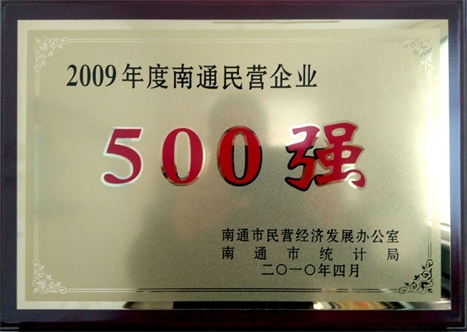 2009年度南通民营企业
500强
南通市民营经济发展办公室
南通市统计局
二〇一〇年四月